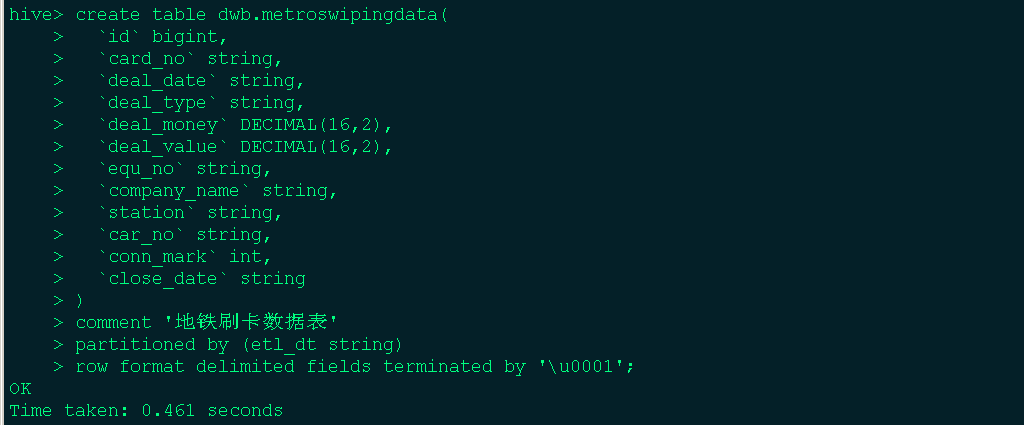 hive> create table dwb.metroswipingdata(
    >   `id` bigint,
    >   `card_no` string,
    >   `deal_date` string,
    >   `deal_type` string,
    >   `deal_money` DECIMAL(16,2),
    >   `deal_value` DECIMAL(16,2),
    >   `equ_no` string,
    >   `company_name` string,
    >   `station` string,
    >   `car_no` string,
    >   `conn_mark` int,
    >   `close_date` string
    > )
    > comment '地铁刷卡数据表'
    > partitioned by (etl_dt string)
    > row format delimited fields terminated by '\u0001';
OK
Time taken: 0.461 seconds